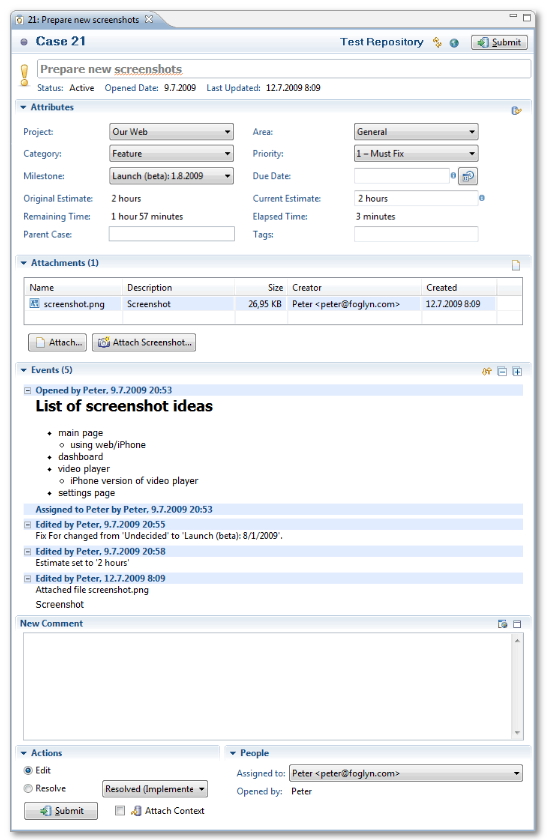 21: Prepare new screenshots
Case 21 Test Repository Submit
Prepare new screenshots
Status: Active Opened Date: 9.7.2009 Last Updated: 12.7.2009 8:09
Attributes
Project: Our Web Area: General
Category: Feature Priority: 1 – Must Fix
Milestone: Launch (beta): 1.8.2009 Due Date:
Original Estimate: 2 hours Current Estimate: 2 hours
Remaining Time: 1 hour 57 minutes Elapsed Time: 3 minutes
Parent Case: Tags:
Attachments (1)
Name Description Size Creator Created
screenshot.png Screenshot 26,95 KB Peter <peter@foglyn.com> 12.7.2009 8:09
Attach... Attach Screenshot...
Events (5)
Opened by Peter, 9.7.2009 20:53
List of screenshot ideas
main page
using web/iPhone
dashboard
video player
iPhone version of video player
settings page
Assigned to Peter by Peter, 9.7.2009 20:53
Edited by Peter, 9.7.2009 20:55
Fix For changed from 'Undecided' to 'Launch (beta): 8/1/2009'.
Edited by Peter, 9.7.2009 20:58
Estimate set to '2 hours'
Edited by Peter, 12.7.2009 8:09
Attached file screenshot.png
Screenshot
New Comment
Actions People
Edit Assigned to: Peter <peter@foglyn.com>
Resolve Resolved (Implemente Opened by: Peter
Submit Attach Context